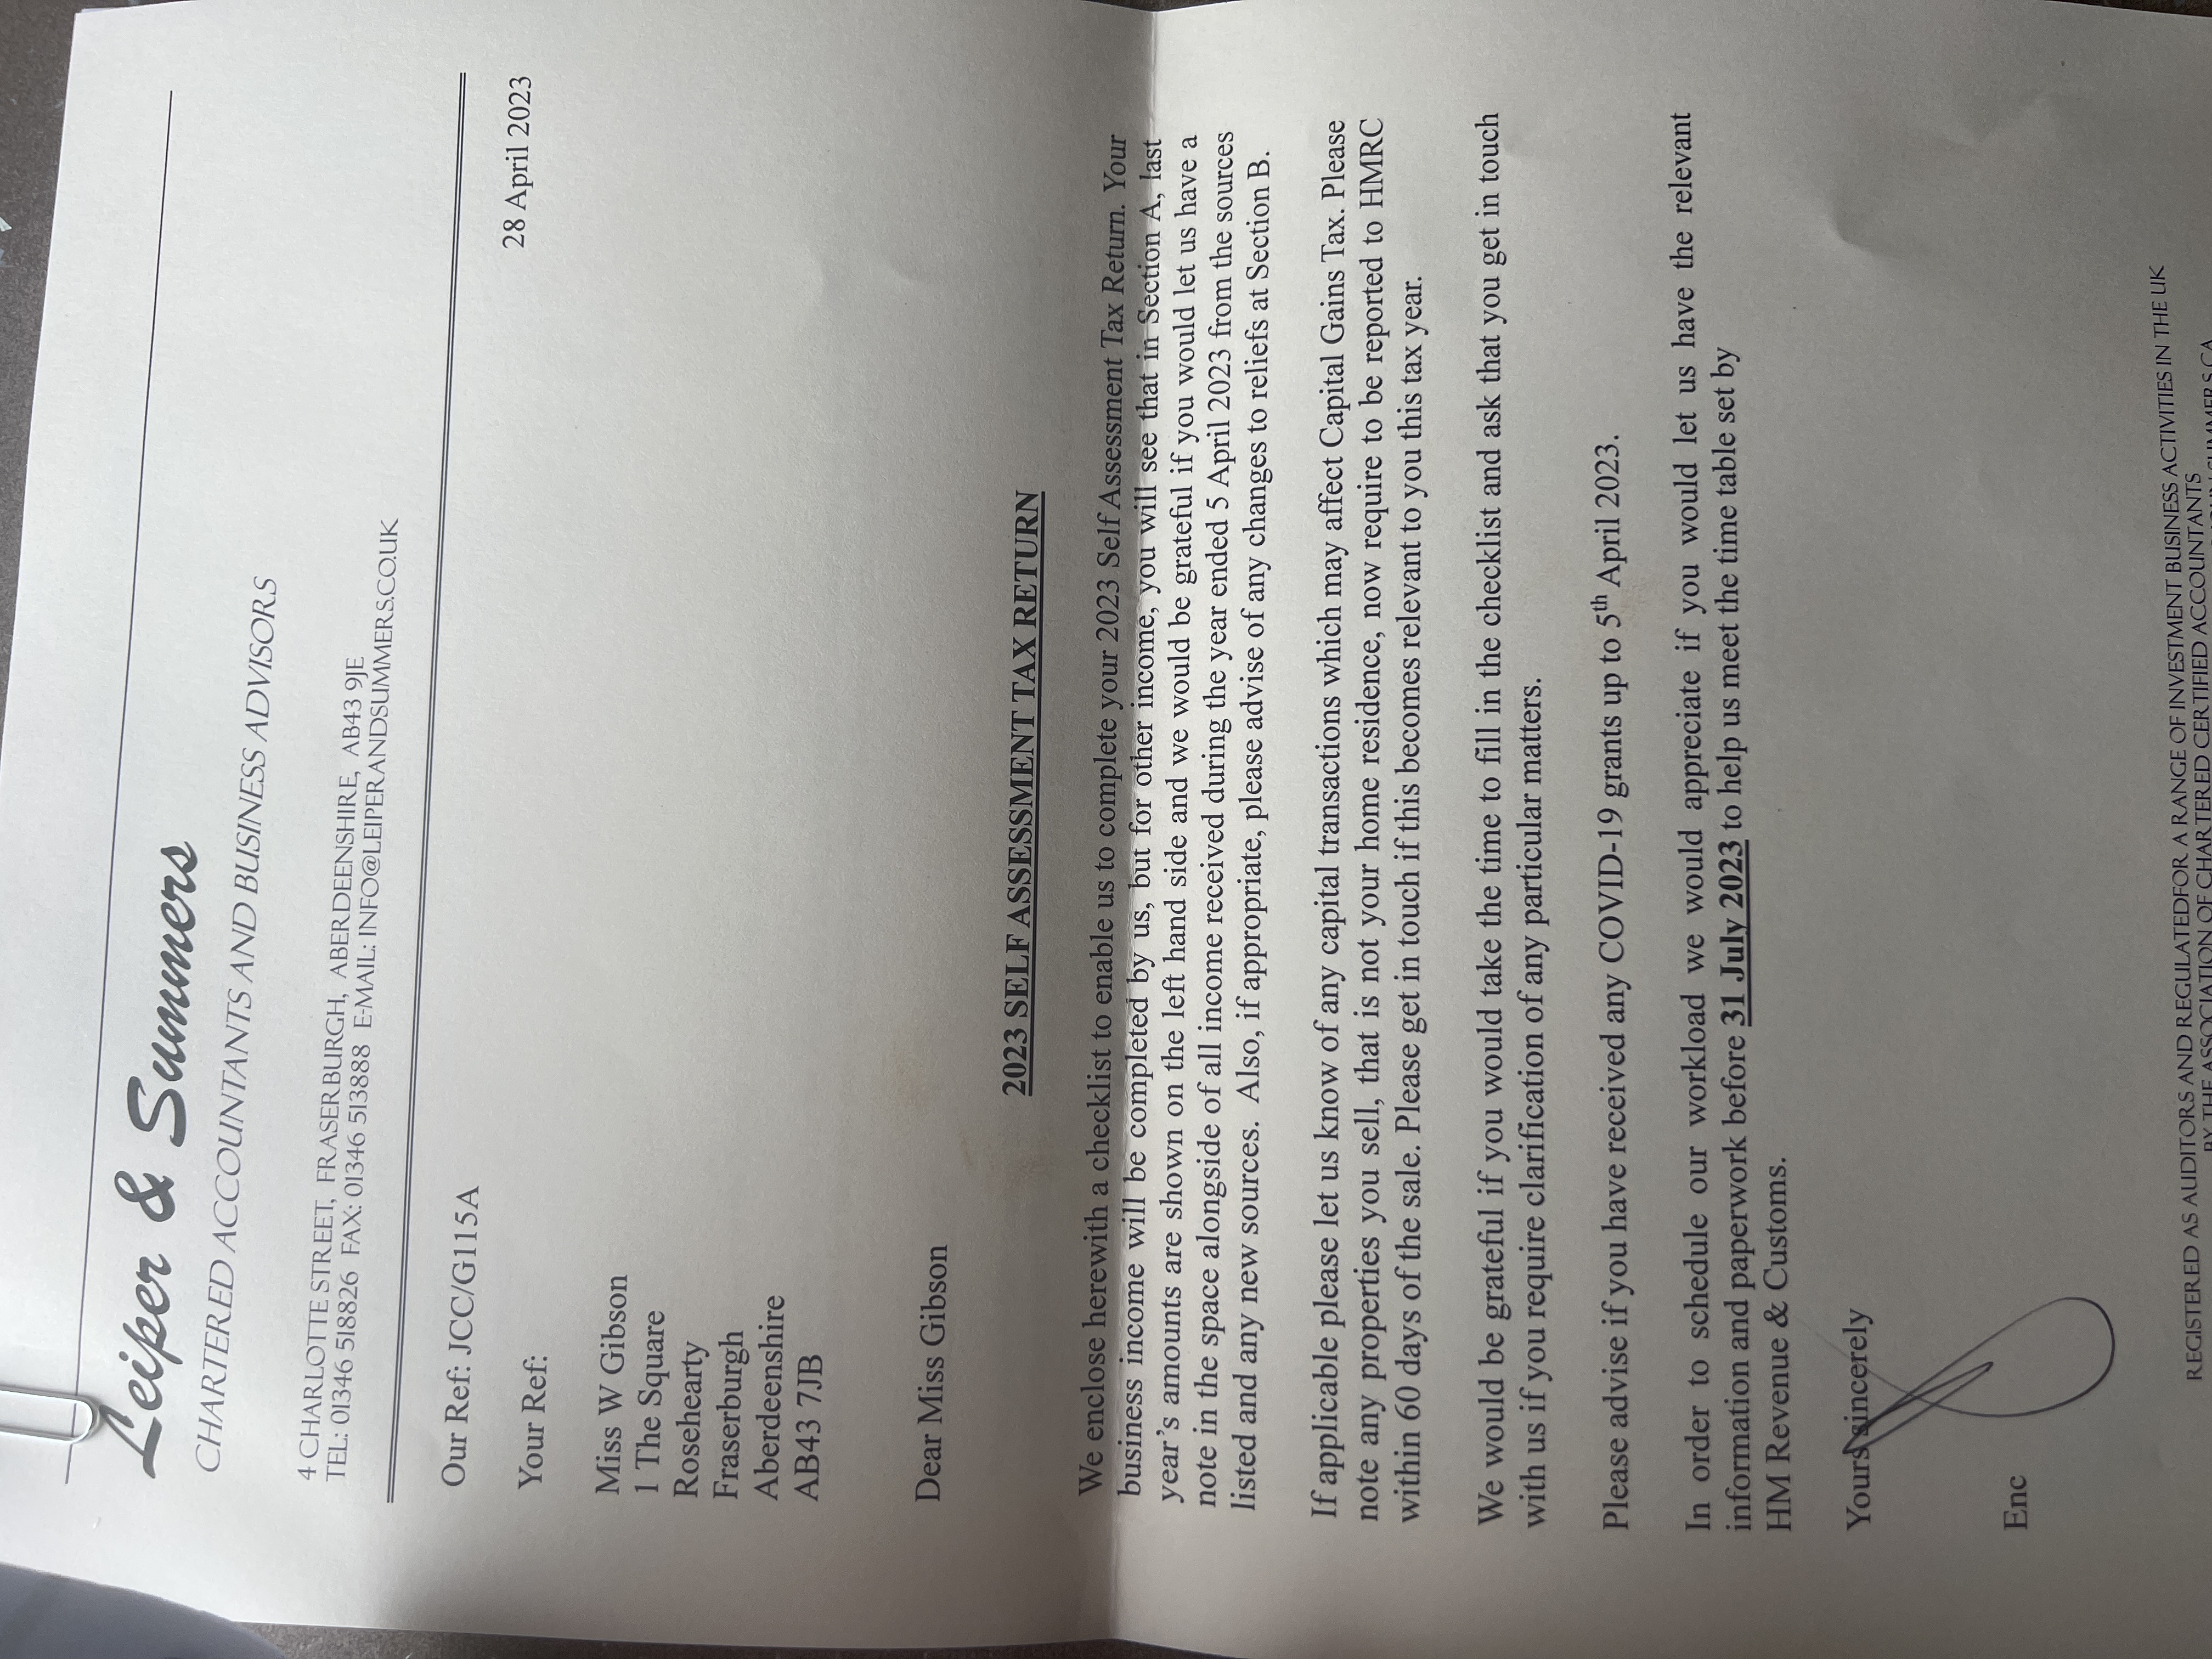 Leiper & Summers
CHARTERED ACCOUNTANTS AND BUSINESS ADVISORS
4 CHARLOTTE STREET, FRASERBURGH, ABERDEENSHIRE, AB43 9JE
TEL: 01346 518826 FAX: 01346 513888 E-MAIL: INFO@LEIPERANDSUMMERS.CO.UK
Our Ref: JCC/G115A
28 April 2023
Your Ref:
Miss W Gibson
1 The Square
Rosehearty
Fraserburgh
Aberdeenshire
AB43 7JB
Dear Miss Gibson
2023 SELF ASSESSMENT TAX RETURN
We enclose herewith a checklist to enable us to complete your 2023 Self Assessment Tax Return. Your
business income will be completed by us, but for other income, you will see that in Section A, last
year's amounts are shown on the left hand side and we would be grateful if you would let us have a
note in the space alongside of all income received during the year ended 5 April 2023 from the sources
listed and any new sources. Also, if appropriate, please advise of any changes to reliefs at Section B.
If applicable please let us know of any capital transactions which may affect Capital Gains Tax. Please
note any properties you sell, that is not your home residence, now require to be reported to HMRC
within 60 days of the sale. Please get in touch if this becomes relevant to you this tax year.
We would be grateful if you would take the time to fill in the checklist and ask that you get in touch
with us if you require clarification of any particular matters.
Please advise if you have received any COVID-19 grants up to 5th April 2023.
In order to schedule our workload we would appreciate if you would let us have the relevant
information and paperwork before 31 July 2023 to help us meet the time table set by
HM Revenue & Customs.
Yours sincerely
Enc
REGISTERED AS AUDITORS AND REGULATEDFOR A RANGE OF INVESTMENT BUSINESS ACTIVITIES IN THE UK
BY THE ASSOCIATION OF CHARTERED CERTIFIED ACCOUNTANTS
SUMMERS CA